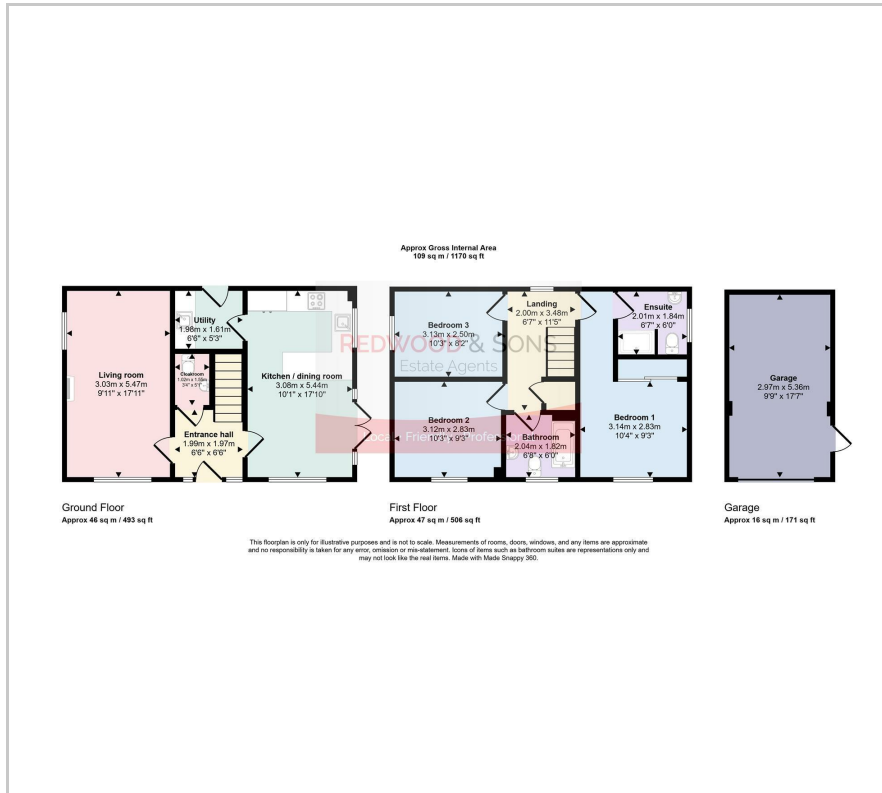 Approx Gross Internal Area
109 sq m / 1170 sq ft
Living room
3.03m x 5.47m
9'11" x 17'11"
Utility
1.98m x 1.61m
6'6" x 5'3"
Cloakroom
Entrance hall
1.99m x 1.97m
6'6" x 6'6"
Kitchen / dining room
3.08m x 5.44m
10'1" x 17'10"
Ground Floor
Approx 46 sq m / 493 sq ft
Bedroom 3
3.13m x 2.50m
10'3" x 8'2"
Landing
2.00m x 3.48m
6'7" x 11'5"
Ensuite
2.01m x 1.84m
6'7" x 6'0"
REDWOOD & SONS
Estate Agents
Bedroom 2
3.12m x 2.83m
10'3" x 9'3"
Bathroom
2.04m x 1.82m
6'8" x 6'0"
Bedroom 1
3.14m x 2.83m
10'4" x 9'3"
First Floor
Approx 47 sq m / 506 sq ft
Garage
2.97m x 5.36m
9'9" x 17'7"
Garage
Approx 16 sq m / 171 sq ft
This floorplan is only for illustrative purposes and is not to scale. Measurements of rooms, doors, windows, and any items are approximate
and no responsibility is taken for any error, omission or mis-statement. Icons of items such as bathroom suites are representations only and
may not look like the real items. Made with Made Snappy 360.